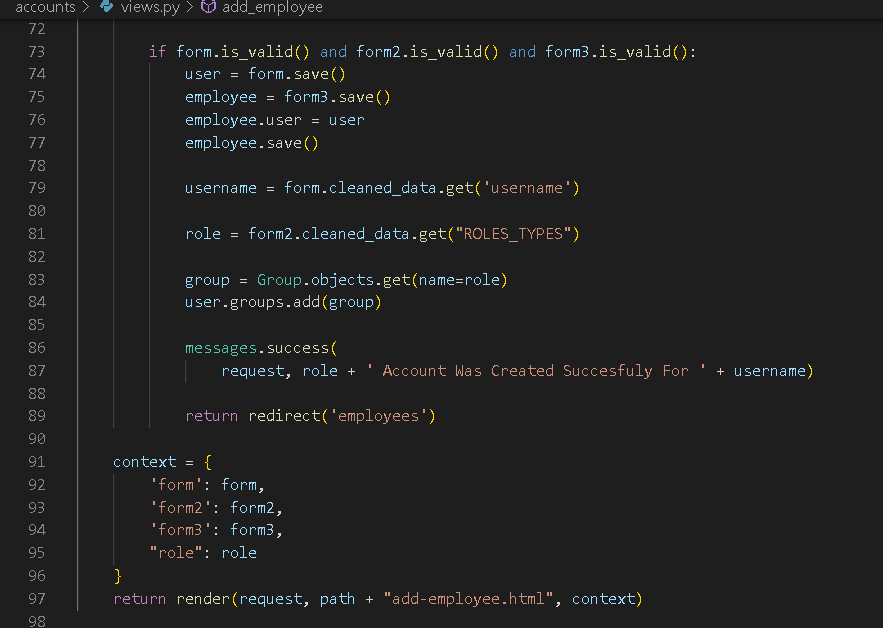 accounts > views.py > add_employee
72
73 if form.is_valid() and form2.is_valid() and form3.is_valid():
74 user = form.save()
75 employee = form3.save()
76 employee.user = user
77 employee.save()
78
79 username = form.cleaned_data.get('username')
80
81 role = form2.cleaned_data.get("ROLES_TYPES")
82
83 group = Group.objects.get(name=role)
84 user.groups.add(group)
85
86 messages.success(
87 request, role + ' Account Was Created Succesfuly For ' + username)
88
89 return redirect('employees')
90
91 context = {
92 'form': form,
93 'form2': form2,
94 'form3': form3,
95 "role": role
96 }
97 return render(request, path + "add-employee.html", context)
98